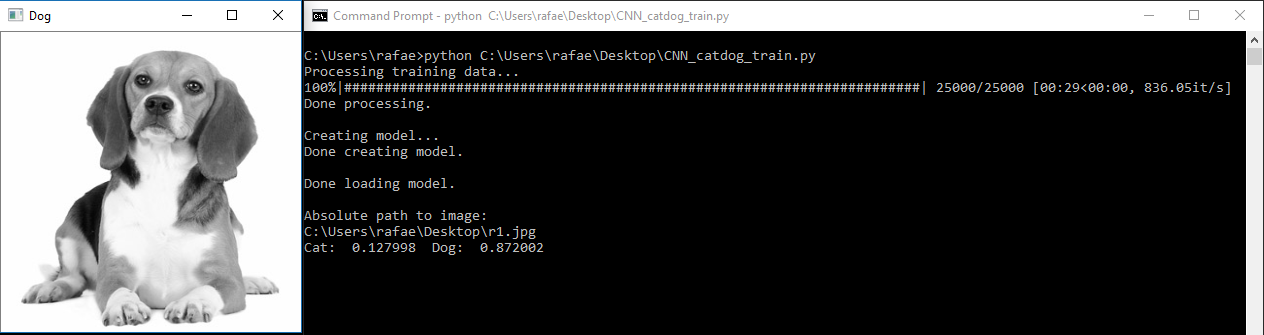 Dog
Command Prompt - python  C:\Users\rafae\Desktop\CNN_catdog_train.py
C:\Users\rafae>python C:\Users\rafae\Desktop\CNN_catdog_train.py
Processing training data...
100%|########################################################################| 25000/25000 [00:29<00:00, 836.05it/s]
Done processing.
Creating model...
Done creating model.
Done loading model.
Absolute path to image:
C:\Users\rafae\Desktop\r1.jpg
Cat:  0.127998  Dog:  0.872002